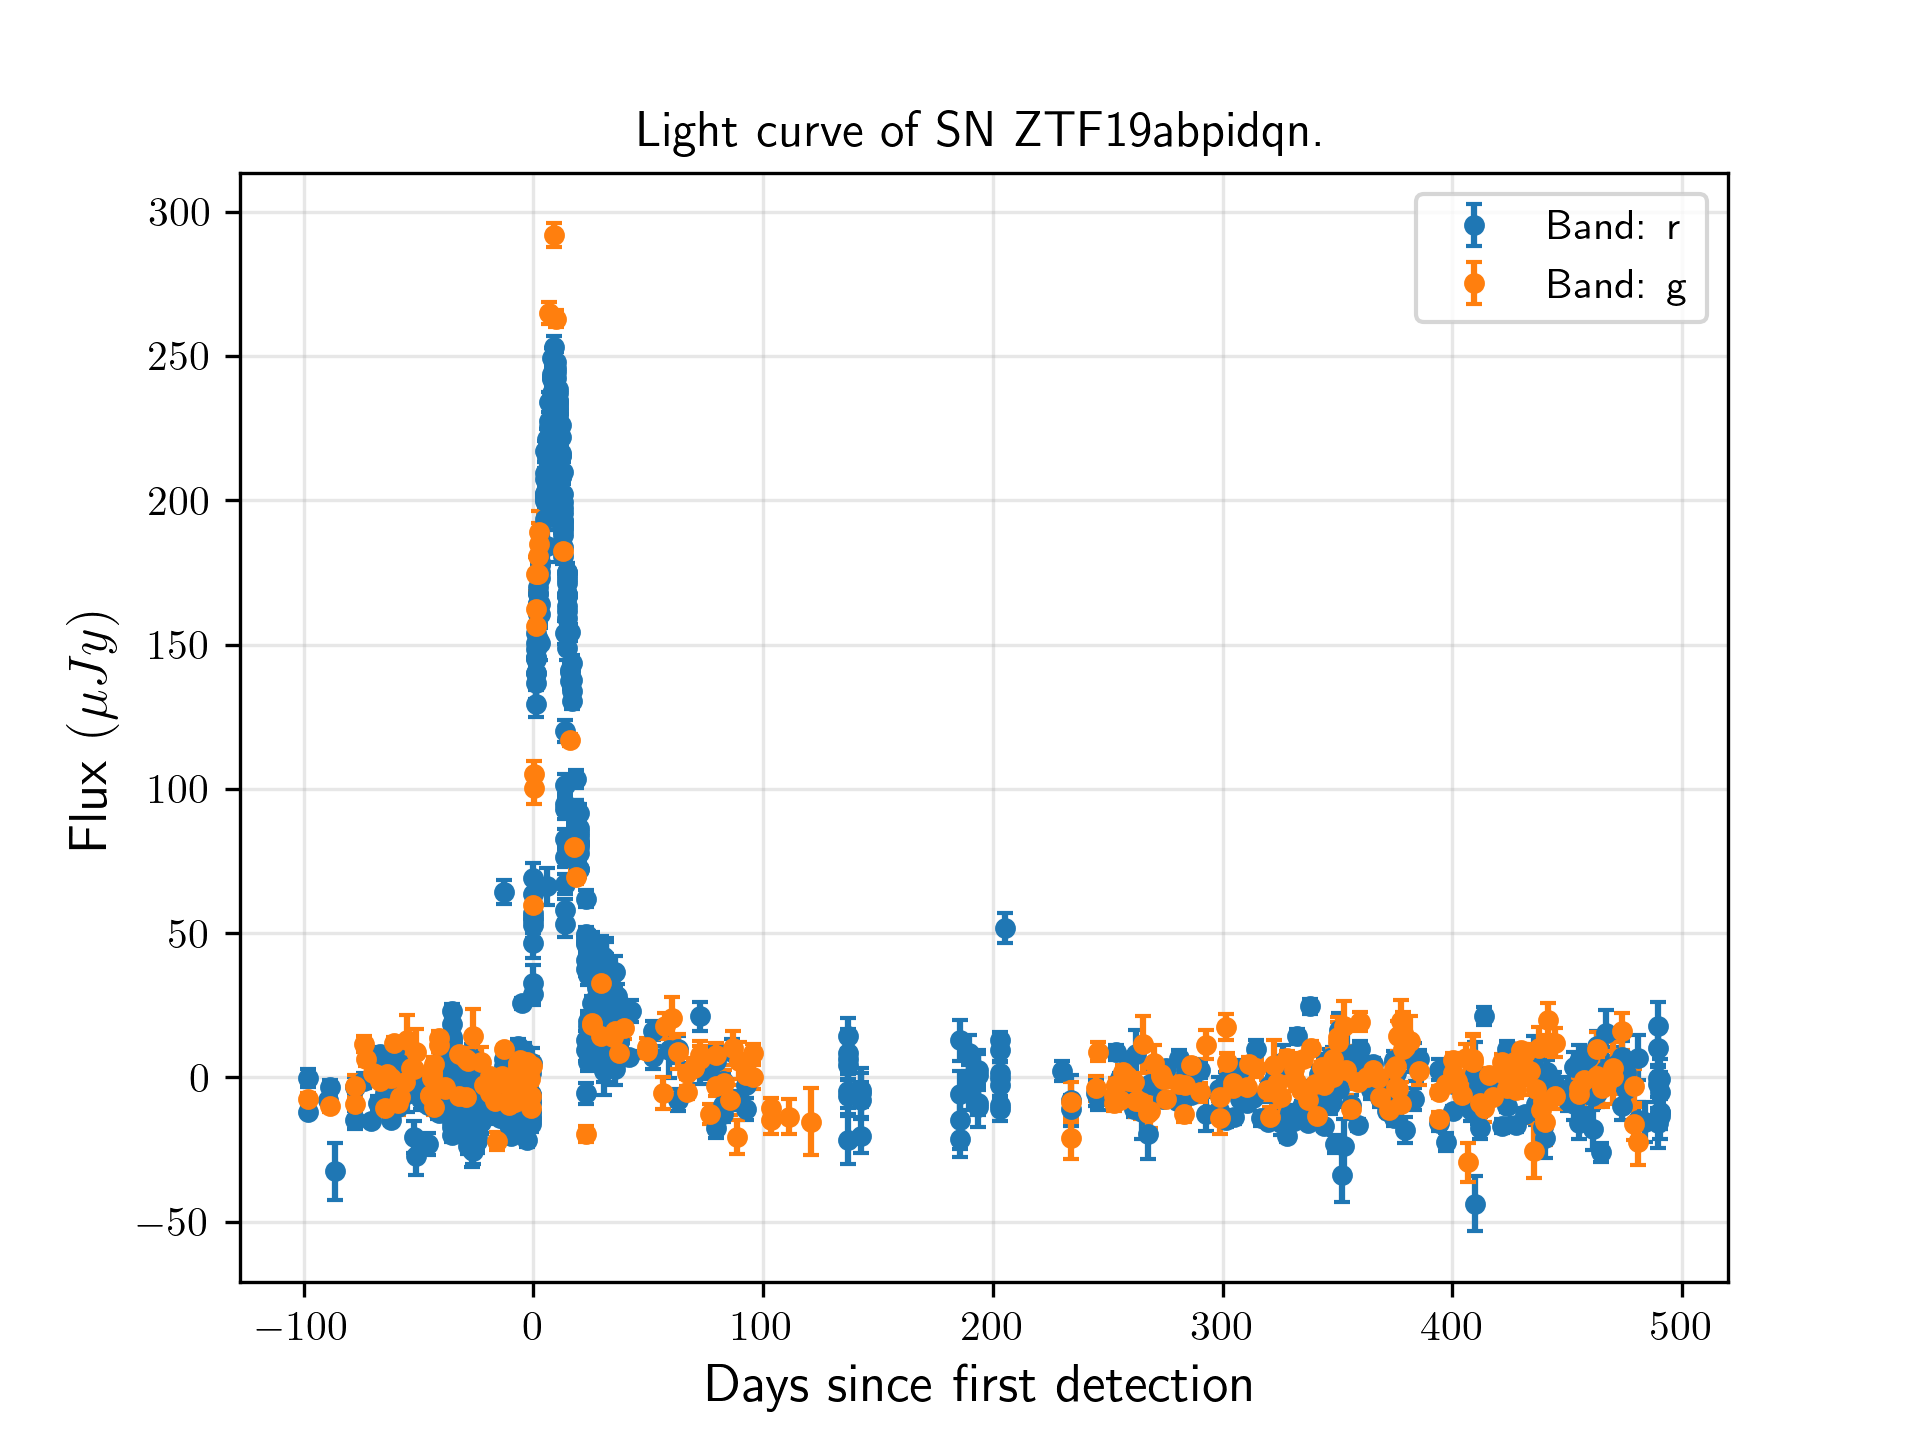 Light curve of SN ZTF19abpidqn.
Band: r
Band: g
Flux (μJy)
300
250
200
150
100
50
0
−50
−100 0 100 200 300 400 500
Days since first detection